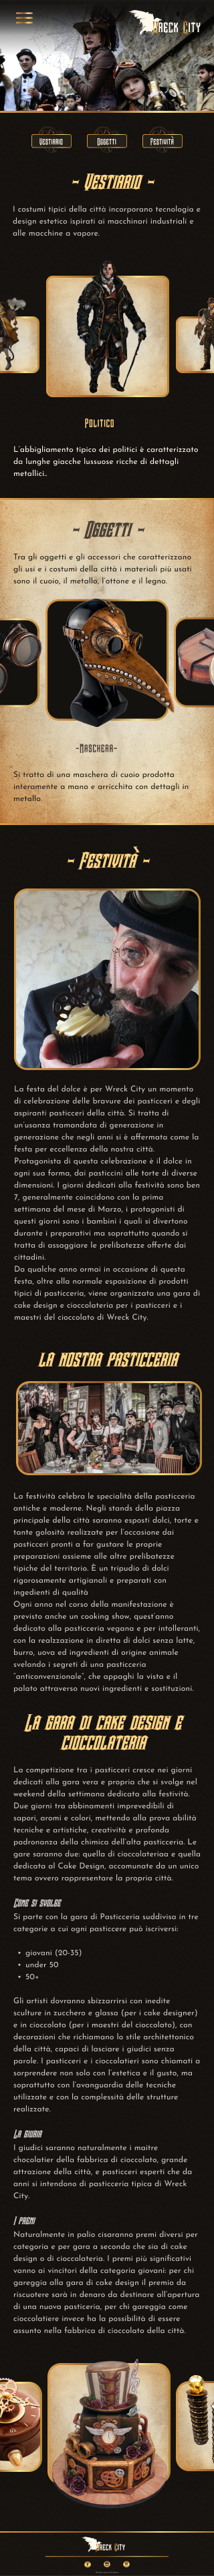 Wreck City
Vestiario
Oggetti
Festività
- Vestiario -
I costumi tipici della città incorporano tecnologia e
design estetico ispirati ai macchinari industriali e
alle macchine a vapore.
Politico
L'abbigliamento tipico dei politici è caratterizzato
da lunghe giacche lussuose ricche di dettagli
metallici..
- Oggetti -
Tra gli oggetti e gli accessori che caratterizzano
gli usi e i costumi della città i materiali più usati
sono il cuoio, il metallo, l'ottone e il legno.
-Maschera-
Si tratta di una maschera di cuoio prodotta
interamente a mano e arricchita con dettagli in
metallo.
- Festività -
La festa del dolce è per Wreck City un momento
di celebrazione delle bravure dei pasticceri e degli
aspiranti pasticceri della città. Si tratta di
un'usanza tramandata di generazione in
generazione che negli anni si è affermata come la
festa per eccellenza della nostra città.
Protagonista di questa celebrazione è il dolce in
ogni sua forma, dai pasticcini alle torte di diverse
dimensioni. I giorni dedicati alla festività sono ben
7, generalmente coincidono con la prima
settimana del mese di Marzo, i protagonisti di
questi giorni sono i bambini i quali si divertono
durante i preparativi ma soprattutto quando si
tratta di assaggiare le prelibatezze offerte dai
cittadini.
Da qualche anno ormai in occasione di questa
festa, oltre alla normale esposizione di prodotti
tipici di pasticceria, viene organizzata una gara di
cake design e cioccolateria per i pasticceri e i
maestri del cioccolato di Wreck City.
La nostra pasticceria
La festività celebra le specialità della pasticceria
antiche e moderne. Negli stands della piazza
principale della città saranno esposti dolci, torte e
tante golosità realizzate per l'occasione dai
pasticceri pronti a far gustare le proprie
preparazioni assieme alle altre prelibatezze
tipiche del territorio. È un tripudio di dolci
rigorosamente artigianali e preparati con
ingredienti di qualità
Ogni anno nel corso della manifestazione è
previsto anche un cooking show, quest'anno
dedicato alla pasticceria vegana e per intolleranti,
con la realzzazione in diretta di dolci senza latte,
burro, uova ed ingredienti di origine animale
svelando i segreti di una pasticceria
"anticonvenzionale", che appaghi la vista e il
palato attraverso nuovi ingredienti e sostituzioni.
La gara di cake design e
cioccolateria
La competizione tra i pasticceri cresce nei giorni
dedicati alla gara vera e propria che si svolge nel
weekend della settimana dedicata alla festività.
Due giorni tra abbinamenti imprevedibili di
sapori, aromi e colori, mettendo alla prova abilità
tecniche e artistiche, creatività e profonda
padronanza della chimica dell'alta pasticceria. Le
gare saranno due: quella di cioccolateriaa e quella
dedicata al Cake Design, accomunate da un unico
tema ovvero rappresentare la propria città.
Come si svolge
Si parte con la gara di Pasticceria suddivisa in tre
categorie a cui ogni pasticcere può iscriversi:
• giovani (20-35)
• under 50
• 50+
Gli artisti dovranno sbizzarrirsi con inedite
sculture in zucchero e glassa (per i cake designer)
e in cioccolato (per i maestri del cioccolato), con
decorazioni che richiamano lo stile architettonico
della città, capaci di lasciare i giudici senza
parole. I pasticceri e i cioccolatieri sono chiamati a
sorprendere non solo con l'estetica e il gusto, ma
soprattutto con l'avanguardia delle tecniche
utilizzate e con la complessità delle strutture
realizzate.
La giuria
I giudici saranno naturalmente i maître
chocolatier della fabbrica di cioccolato, grande
attrazione della città, e pasticceri esperti che da
anni si intendono di pasticceria tipica di Wreck
City.
I premi
Naturalmente in palio cisaranno premi diversi per
categoria e per gara a seconda che sia di cake
design o di cioccolateria. I premi più significativi
vanno ai vincitori della categoria giovani: per chi
gareggia alla gara di cake design il premio da
riscuotere sarà in denaro da destinare all'apertura
di una nuova pasticeria, per chi gareggia come
cioccolatiere invece ha la possibilità di essere
assunto nella fabbrica di cioccolato della città.
Wreck City